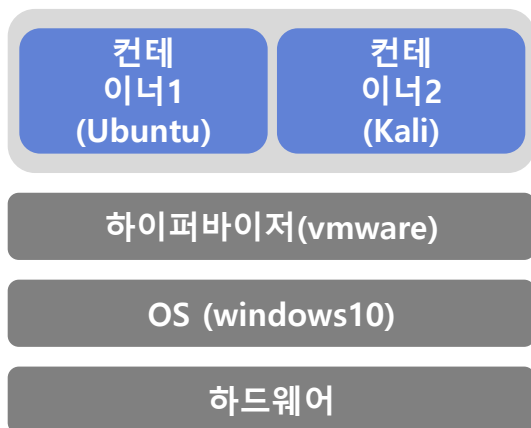 컨테
이너1
(Ubuntu)
컨테
이너2
(Kali)
하이퍼바이저(vmware)
OS (windows10)
하드웨어